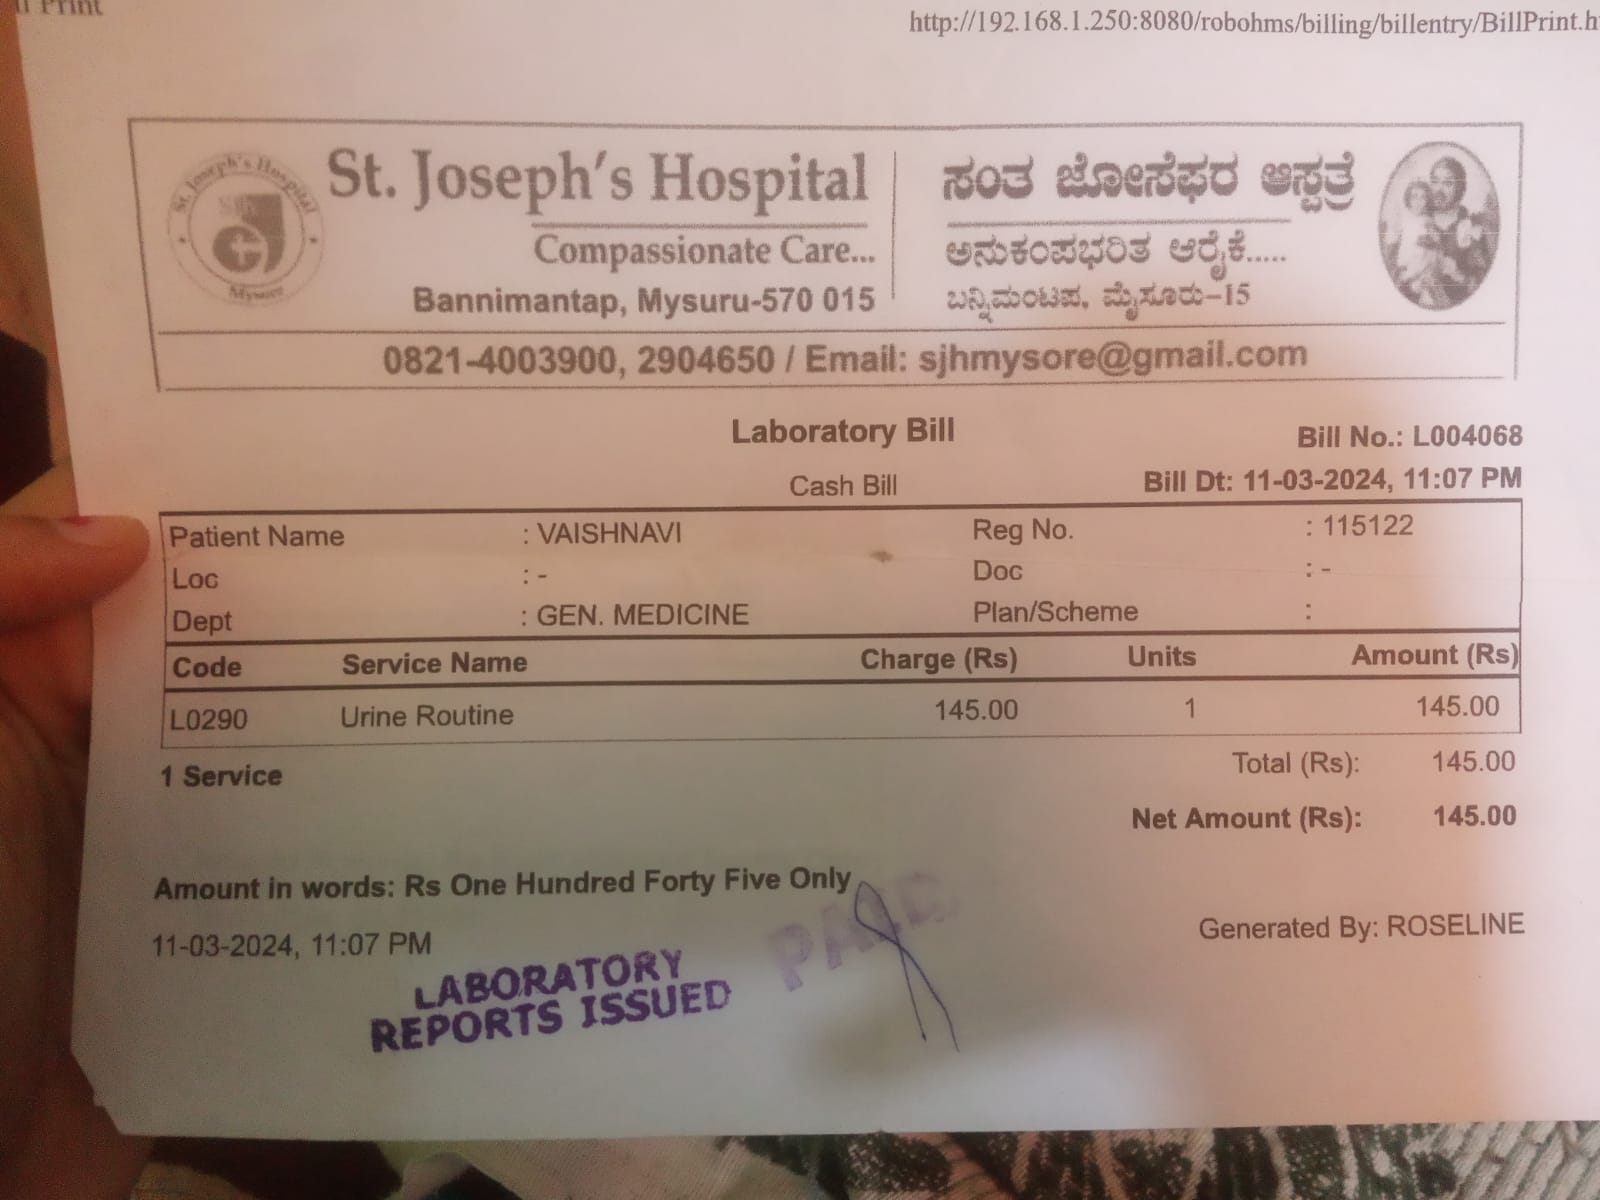 http://192.168.1.250:8080/robohms/billing/billentry/BillPrint.h
Print
St. Joseph's Hospital
Mysore
St. Joseph's Hospital
Compassionate Care...
Bannimantap, Mysuru-570 015
ಸಂತ ಜೋಸೆಫರ ಆಸ್ಪತ್ರೆ
ಅನುಕಂಪಭರಿತ ಆರೈಕೆ.....
ಬನ್ನಿಮಂಟಪ, ಮೈಸೂರು-15
0821-4003900, 2904650 / Email: sjhmysore@gmail.com
Laboratory Bill
Bill No.: L004068
Cash Bill
Bill Dt: 11-03-2024, 11:07 PM
Patient Name : VAISHNAVI Reg No. : 115122
Loc : - Doc : -
Dept : GEN. MEDICINE Plan/Scheme :
Code Service Name Charge (Rs) Units Amount (Rs)
L0290 Urine Routine 145.00 1 145.00
1 Service Total (Rs): 145.00
Net Amount (Rs): 145.00
Amount in words: Rs One Hundred Forty Five Only
11-03-2024, 11:07 PM Generated By: ROSELINE
PAID
LABORATORY
REPORTS ISSUED